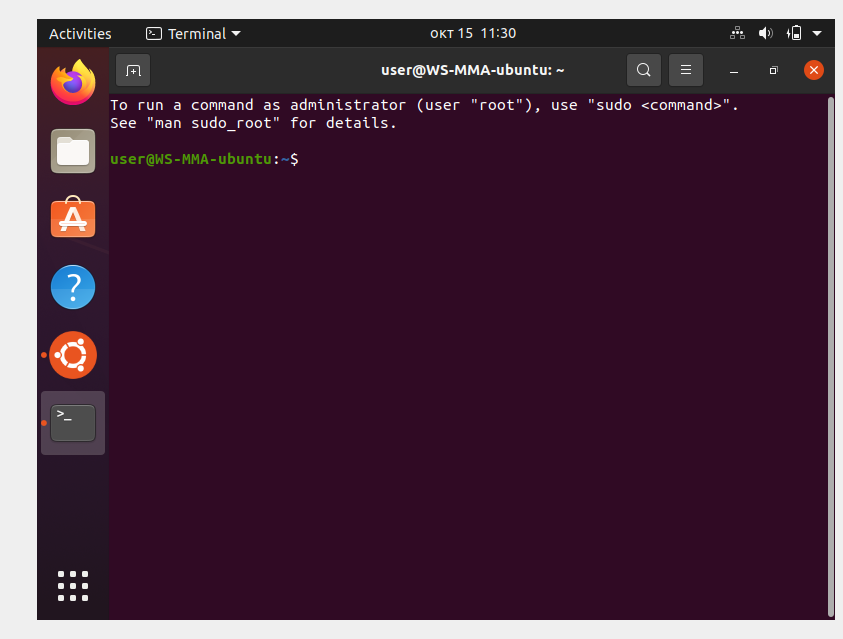 Activities
Terminal
окт 15 11:30
user@WS-MMA-ubuntu: ~
To run a command as administrator (user "root"), use "sudo <command>".
See "man sudo_root" for details.
user@WS-MMA-ubuntu:~$
>_